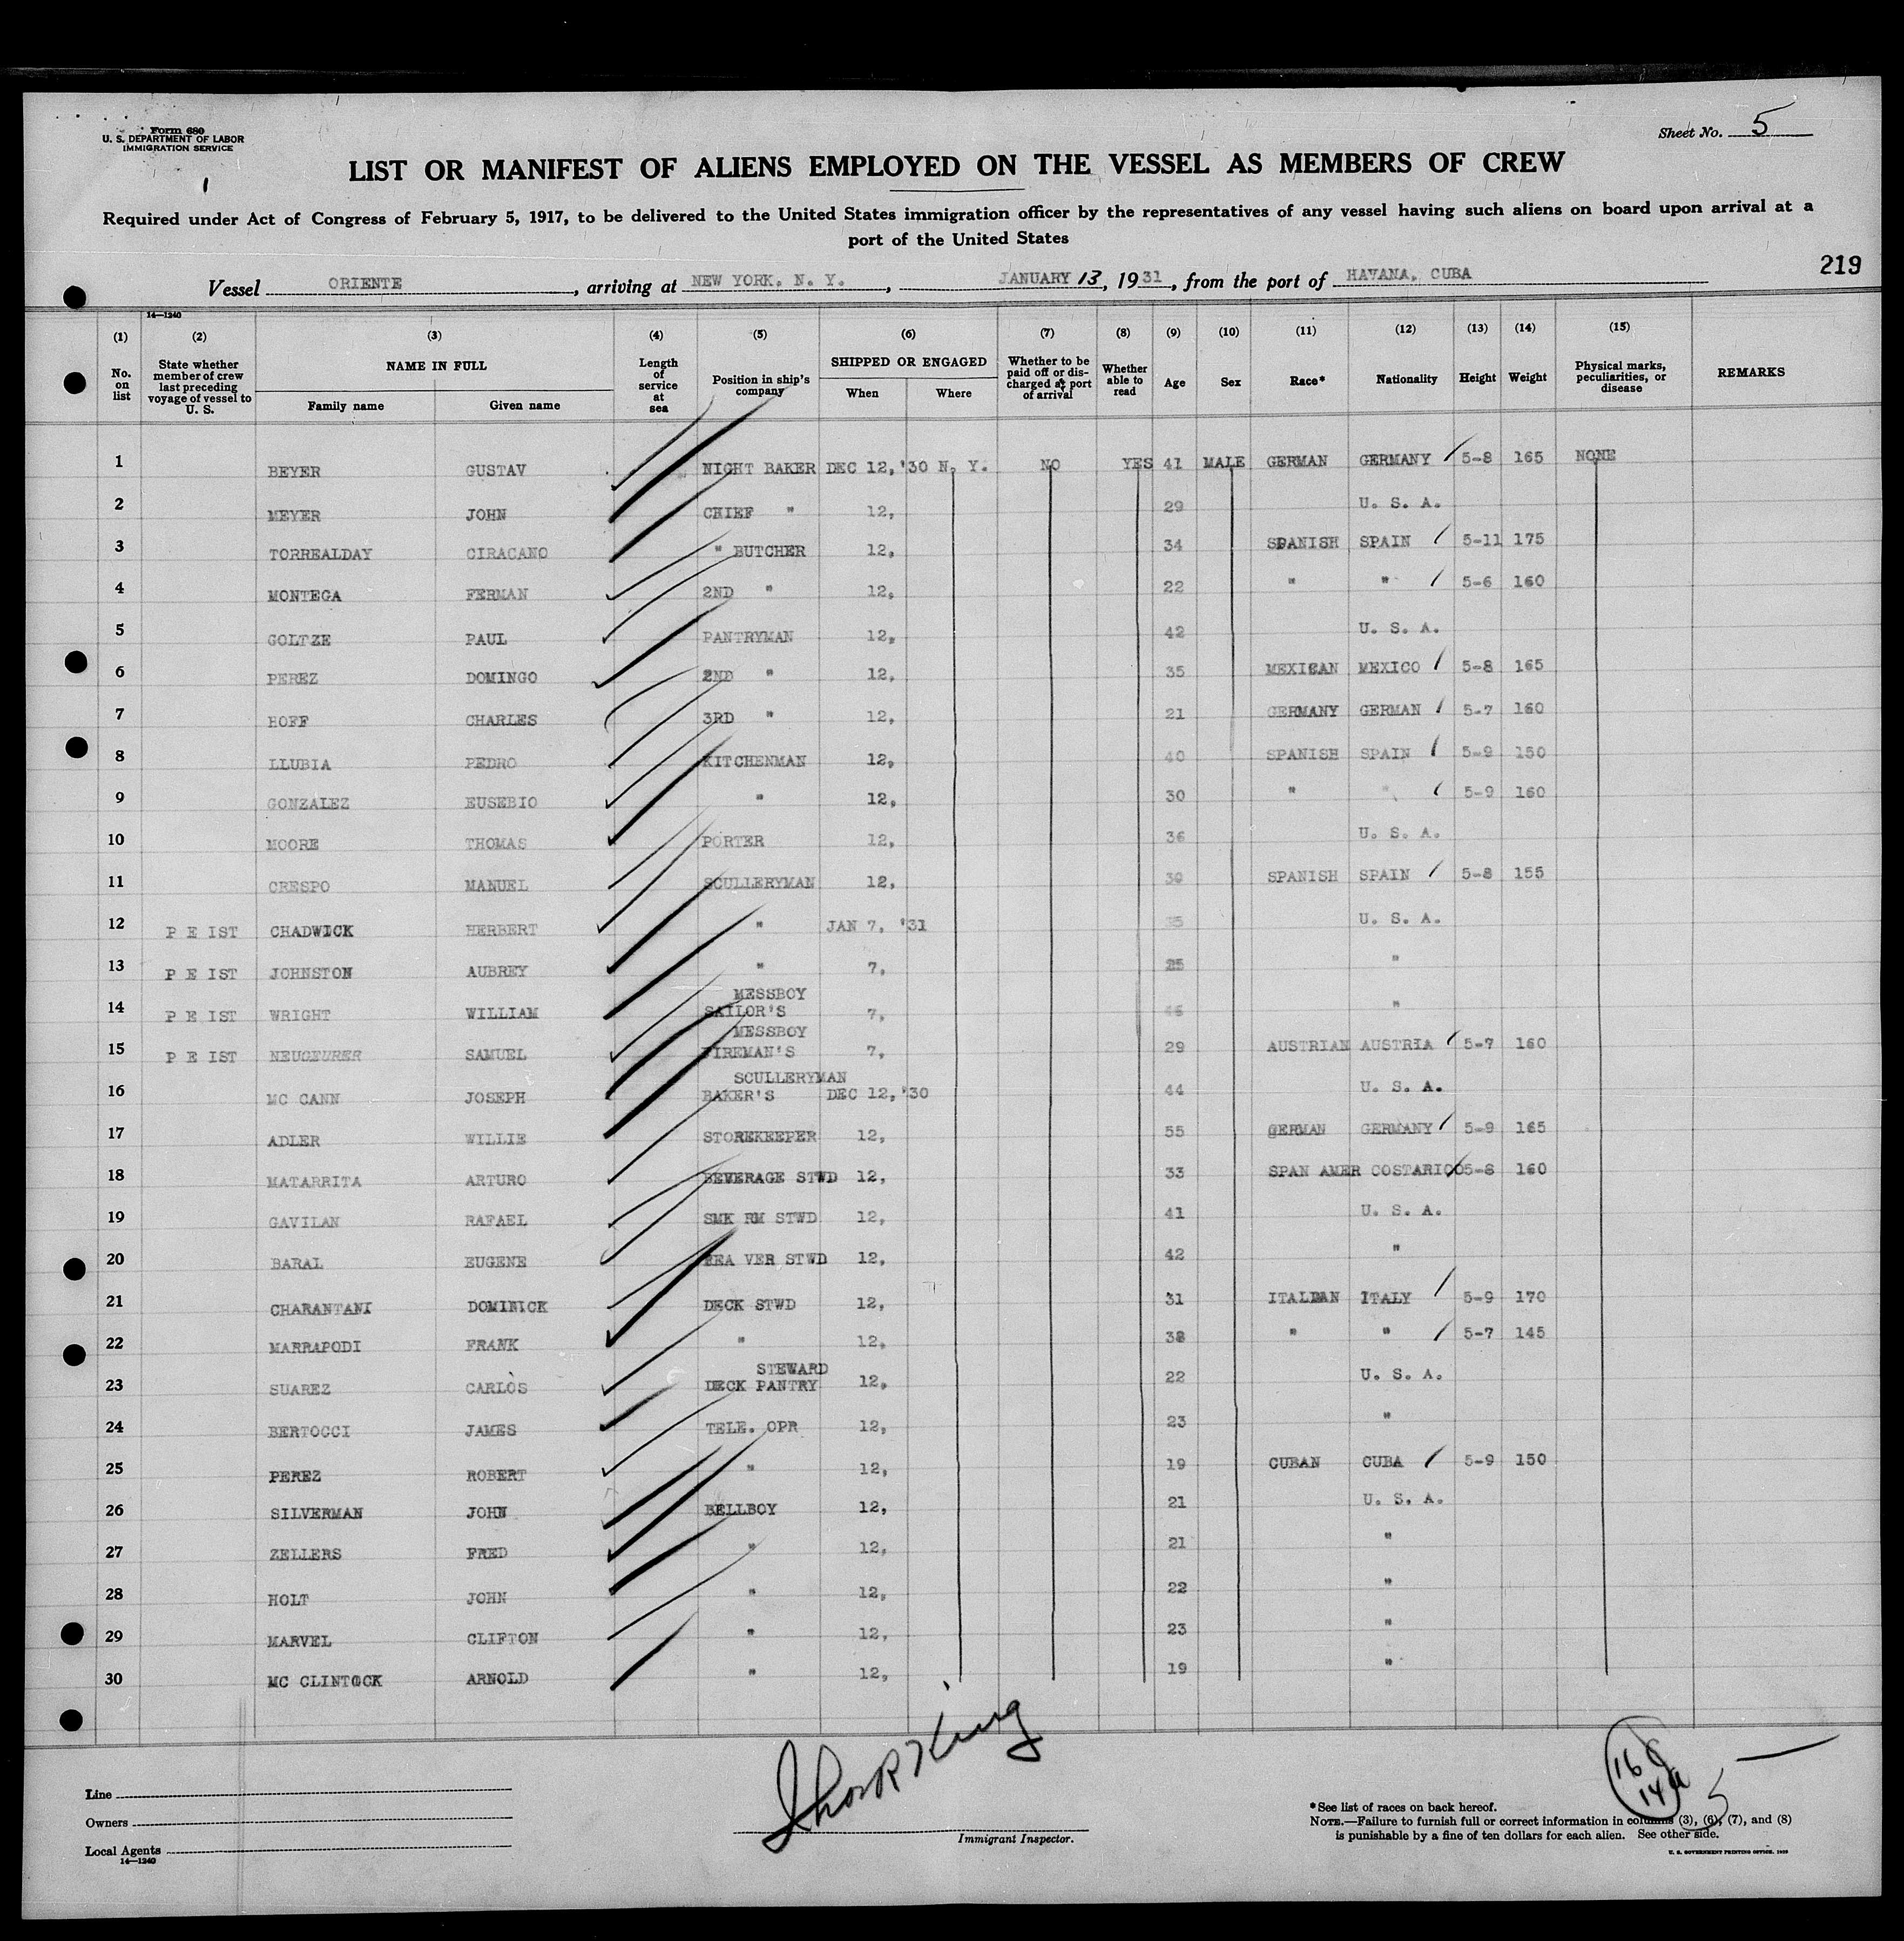 Form 680
U. S. DEPARTMENT OF LABOR
IMMIGRATION SERVICE
Sheet No. 5
LIST OR MANIFEST OF ALIENS EMPLOYED ON THE VESSEL AS MEMBERS OF CREW
Required under Act of Congress of February 5, 1917, to be delivered to the United States immigration officer by the representatives of any vessel having such aliens on board upon arrival at a
port of the United States
219
Vessel ORIENTE, arriving at NEW YORK. N. Y., JANUARY 13, 1931, from the port of HAVANA, CUBA
14—1240
(1) (2) (3) (4) (5) (6) (7) (8) (9) (10) (11) (12) (13) (14) (15)
No. on list State whether member of crew last preceding voyage of vessel to U. S. NAME IN FULL Family name Given name Length of service at sea Position in ship's company SHIPPED OR ENGAGED When Where Whether to be paid off or discharged at port of arrival Whether able to read Age Sex Race* Nationality Height Weight Physical marks, peculiarities, or disease REMARKS
1 BEYER GUSTAV NIGHT BAKER DEC 12, '30 N. Y. NO YES 41 MALE GERMAN GERMANY 5-8 165 NONE
2 MEYER JOHN CHIEF " 12, 29 U. S. A.
3 TORREALDAY CIRACANO " BUTCHER 12, 34 SPANISH SPAIN 5-11 175
4 MONTEGA FERMAN 2ND " 12, 22 " " 5-6 160
5 GOLTZE PAUL PANTRYMAN 12, 42 U. S. A.
6 PEREZ DOMINGO 2ND " 12, 35 MEXICAN MEXICO 5-8 165
7 HOFF CHARLES 3RD " 12, 21 GERMANY GERMAN 5-7 160
8 LLUBIA PEDRO KITCHENMAN 12, 40 SPANISH SPAIN 5-9 150
9 GONZALEZ EUSEBIO " 12, 30 " " 5-9 160
10 MOORE THOMAS PORTER 12, 36 U. S. A.
11 CRESPO MANUEL SCULLERYMAN 12, 30 SPANISH SPAIN 5-8 155
12 P E IST CHADWICK HERBERT " JAN 7, '31 35 U. S. A.
13 P E IST JOHNSTON AUBREY " 7, 25 "
14 P E IST WRIGHT WILLIAM MESSBOY SAILOR'S 7, "
15 P E IST NEUGEURER SAMUEL MESSBOY FIREMAN'S 7, 29 AUSTRIAN AUSTRIA 5-7 160
16 MC CANN JOSEPH SCULLERYMAN BAKER'S DEC 12, '30 44 U. S. A.
17 ADLER WILLIE STOREKEEPER 12, 55 GERMAN GERMANY 5-9 165
18 MATARRITA ARTURO BEVERAGE STWD 12, 33 SPAN AMER COSTARICO 5-8 160
19 GAVILAN RAFAEL SMK RM STWD 12, 41 U. S. A.
20 BARAL EUGENE VER STWD 12, 42 "
21 CHARANTANI DOMINICK DECK STWD 12, 31 ITALIAN ITALY 5-9 170
22 MARRAPODI FRANK " 12, 38 " " 5-7 145
23 SUAREZ CARLOS STEWARD DECK PANTRY 12, 22 U. S. A.
24 BERTOCCI JAMES TELE. OPR 12, 23 "
25 PEREZ ROBERT " 12, 19 CUBAN CUBA 5-9 150
26 SILVERMAN JOHN BELLBOY 12, 21 U. S. A.
27 ZELLERS FRED " 12, 21 "
28 HOLT JOHN " 12, 22 "
29 MARVEL CLIFTON " 12, 23 "
30 MC CLINTOCK ARNOLD " 12, 19 "
Line
Owners
Local Agents
14—1240
Immigrant Inspector.
16
14
5
*See list of races on back hereof.
NOTE.—Failure to furnish full or correct information in columns (3), (6), (7), and (8)
is punishable by a fine of ten dollars for each alien. See other side.
U. S. GOVERNMENT PRINTING OFFICE.